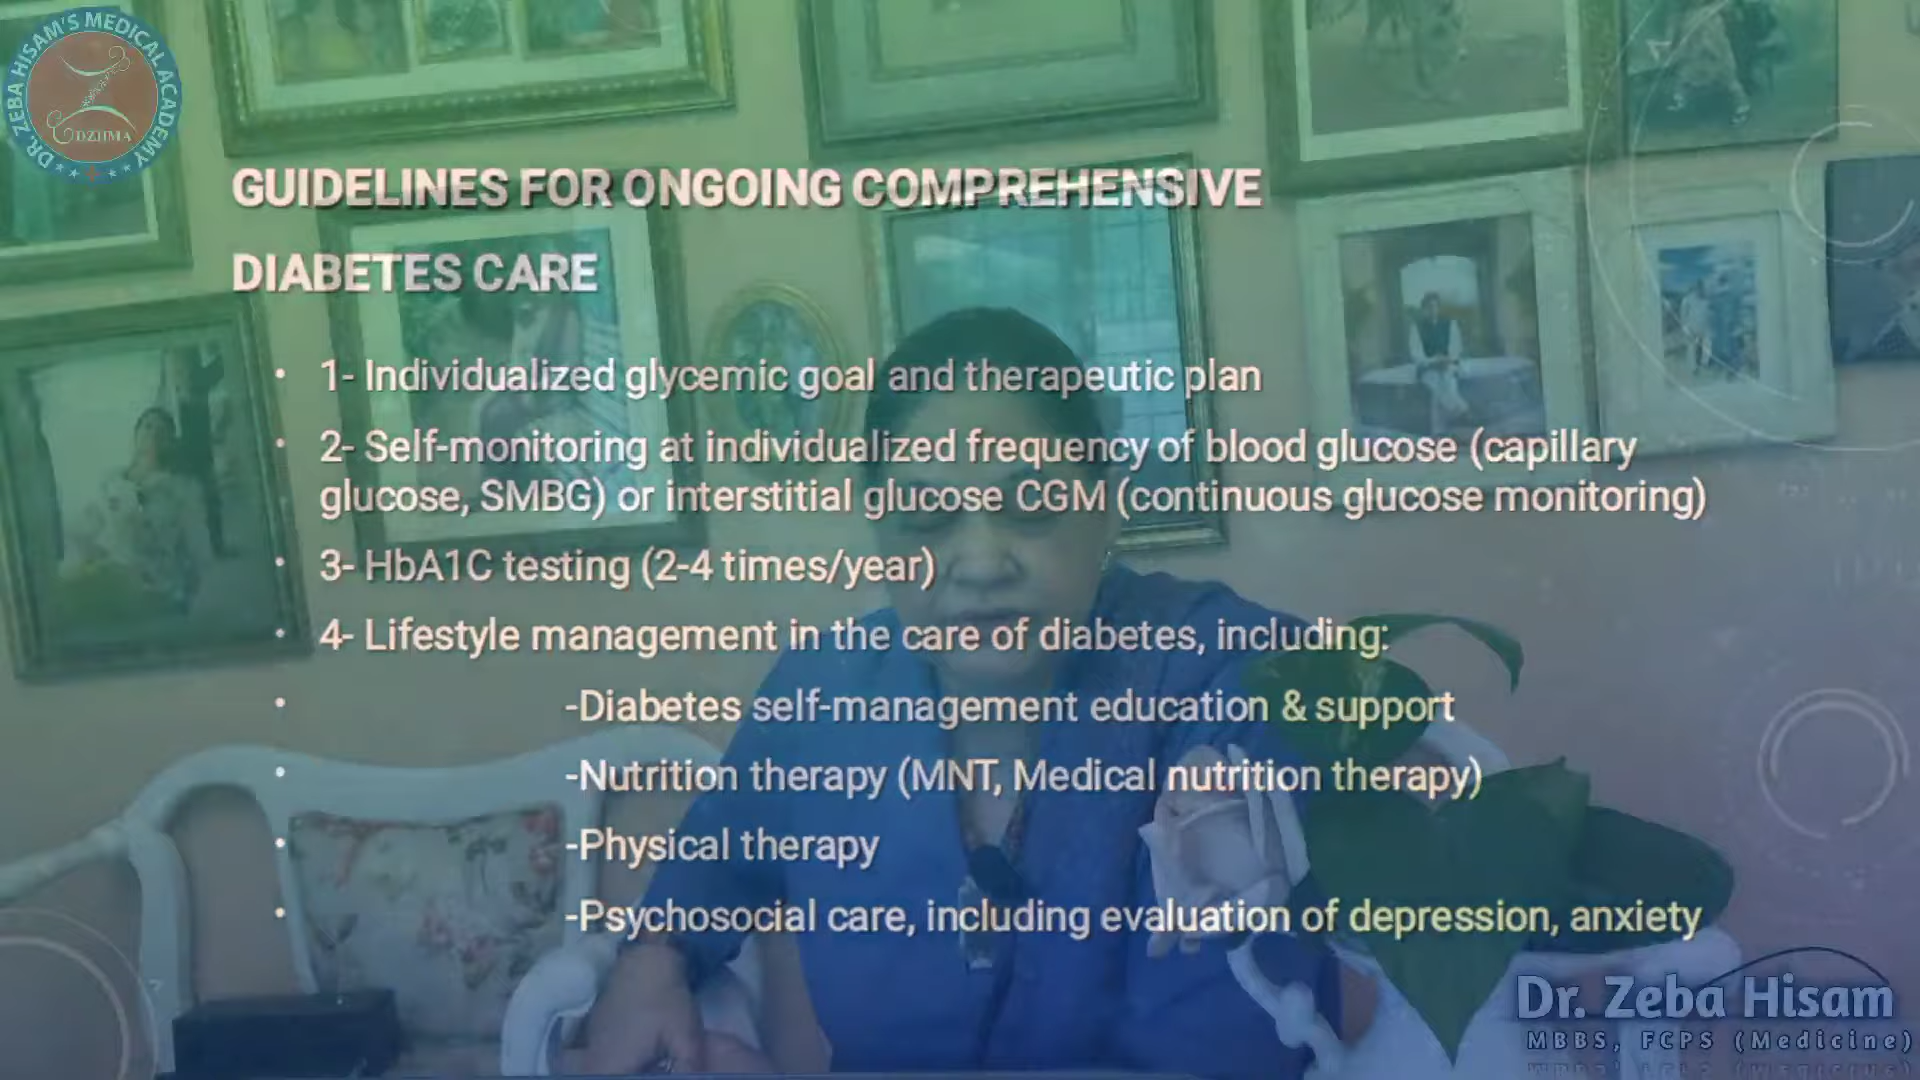 DR. ZEBA HISAM'S MEDICAL ACADEMY
DZHMA
GUIDELINES FOR ONGOING COMPREHENSIVE
DIABETES CARE
• 1- Individualized glycemic goal and therapeutic plan
• 2- Self-monitoring at individualized frequency of blood glucose (capillary
glucose, SMBG) or interstitial glucose CGM (continuous glucose monitoring)
• 3- HbA1C testing (2-4 times/year)
• 4- Lifestyle management in the care of diabetes, including:
• -Diabetes self-management education & support
• -Nutrition therapy (MNT, Medical nutrition therapy)
• -Physical therapy
• -Psychosocial care, including evaluation of depression, anxiety
Dr. Zeba Hisam
MBBS, FCPS (Medicine)